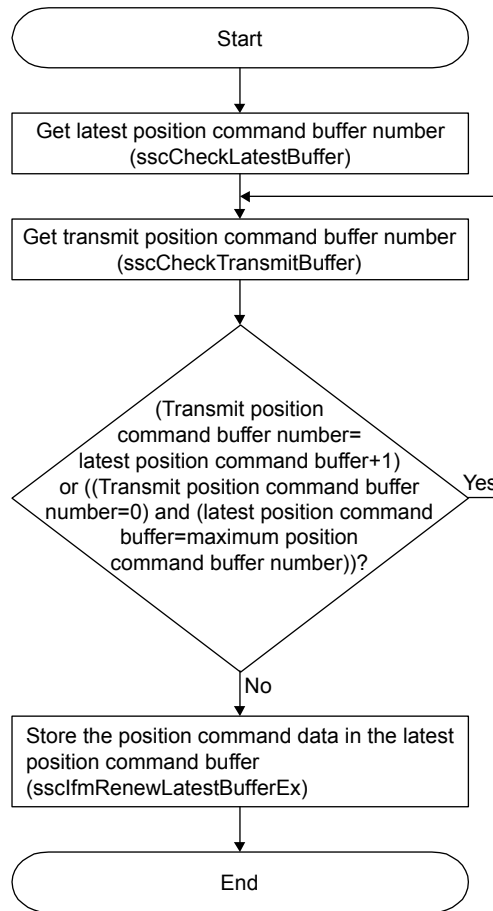 Start
Get latest position command buffer number
(sscCheckLatestBuffer)
Get transmit position command buffer number
(sscCheckTransmitBuffer)
(Transmit position
command buffer number=
latest position command buffer+1)
or ((Transmit position command buffer
number=0) and (latest position command
buffer=maximum position
command buffer number))?
Yes
No
Store the position command data in the latest
position command buffer
(sscIfmRenewLatestBufferEx)
End